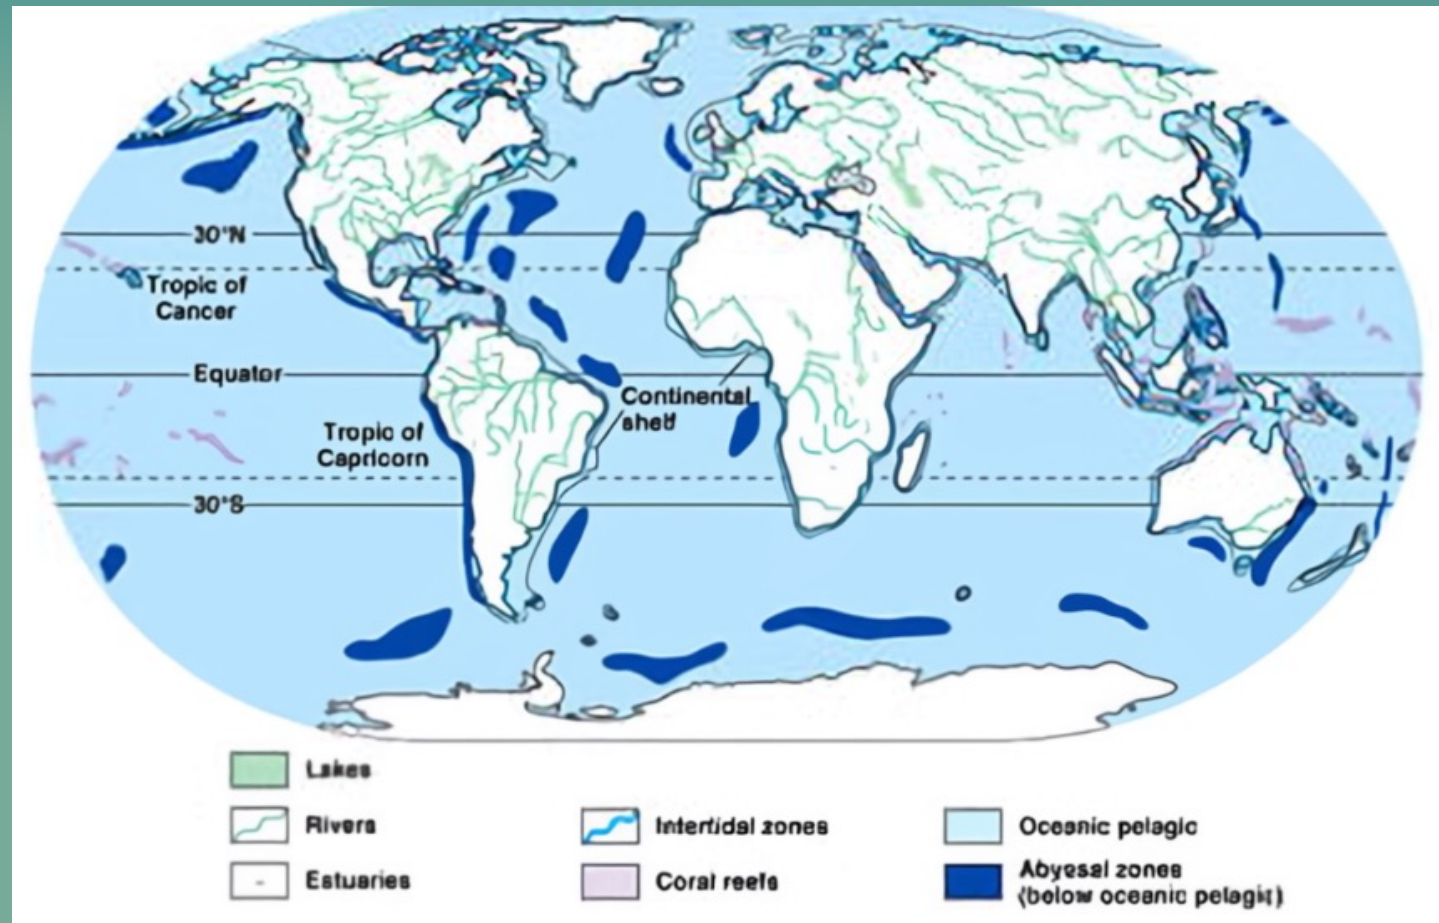 30°N
Tropic of
Cancer
Equator
Continental
shelf
Tropic of
Capricorn
30°S
Lakes
Rivers
Intertidal zones
Oceanic pelagic
Estuaries
Coral reefs
Abyssal zones
(below oceanic pelagic)